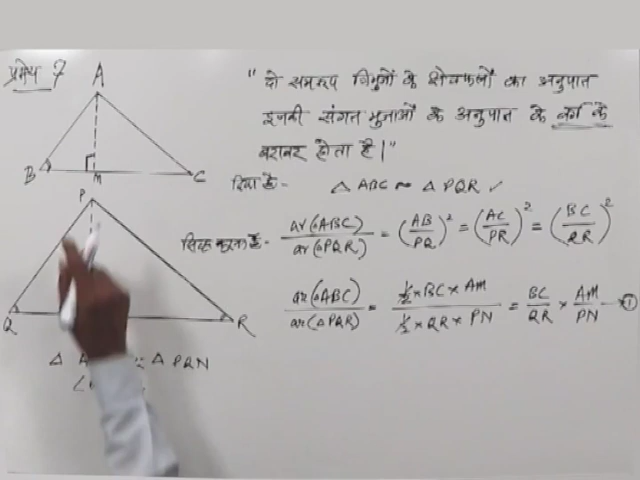 प्रमेय 7
A
B
M
C
P
Q
R
" दो समरूप त्रिभुजों के क्षेत्रफलों का अनुपात
इनकी संगत भुजाओं के अनुपात के वर्ग के
बराबर होता है।"
दिया है:- △ ABC ~ △ PQR ✓
सिद्ध करना है:- ar(△ABC)/ar(△PQR) = (AB/PQ)² = (AC/PR)² = (BC/QR)²
ar(△ABC)/ar(△PQR) = ½ × BC × AM / ½ × QR × PN = BC/QR × AM/PN —①
△ △ PQN
∠